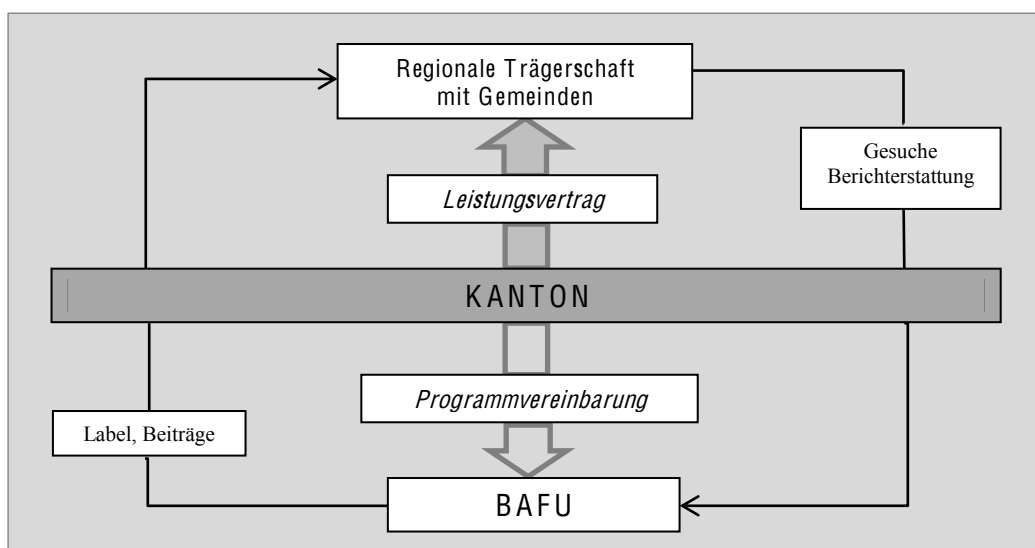 Regionale Trägerschaft
mit Gemeinden
Gesuche
Berichterstattung
Leistungsvertrag
KANTON
Programmvereinbarung
Label, Beiträge
BAFU